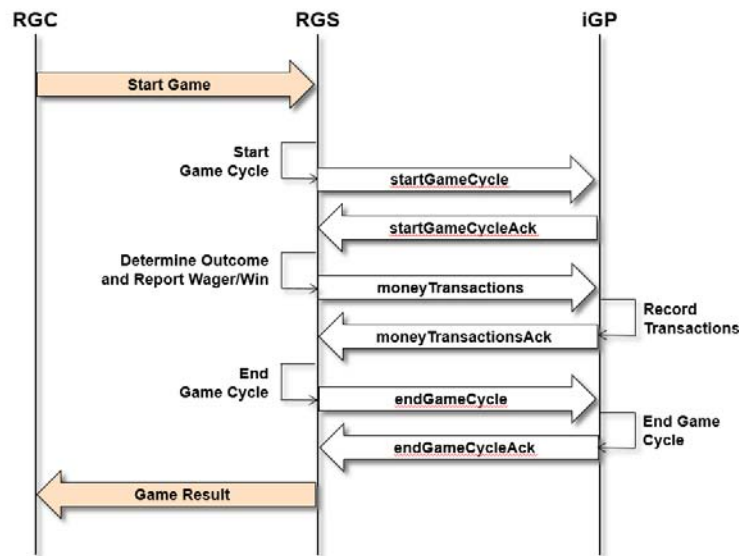 RGC RGS iGP
Start Game
Start
Game Cycle
startGameCycle
startGameCycleAck
Determine Outcome
and Report Wager/Win
moneyTransactions
Record
Transactions
moneyTransactionsAck
End
Game Cycle
endGameCycle
End Game
Cycle
endGameCycleAck
Game Result